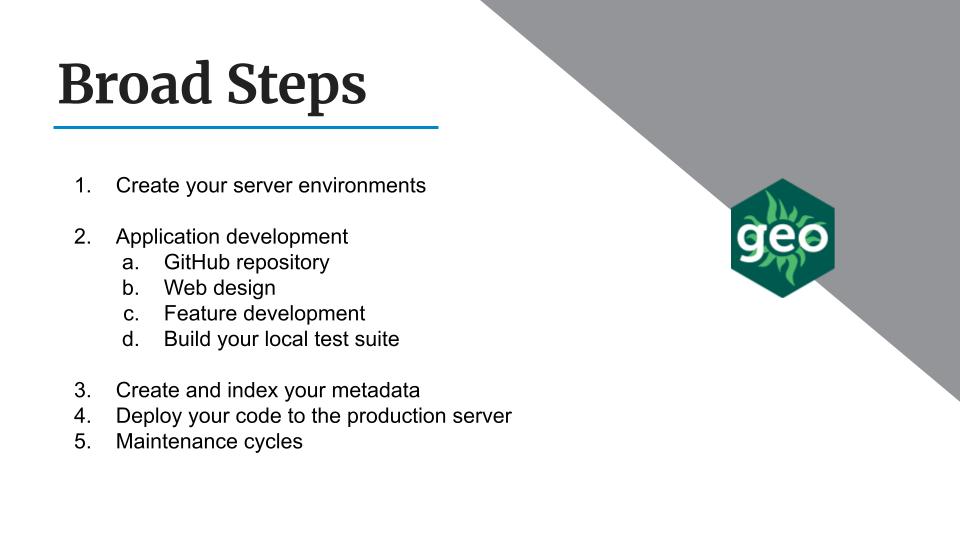 Broad Steps
1. Create your server environments
2. Application development
a. GitHub repository
b. Web design
c. Feature development
d. Build your local test suite
3. Create and index your metadata
4. Deploy your code to the production server
5. Maintenance cycles
geo